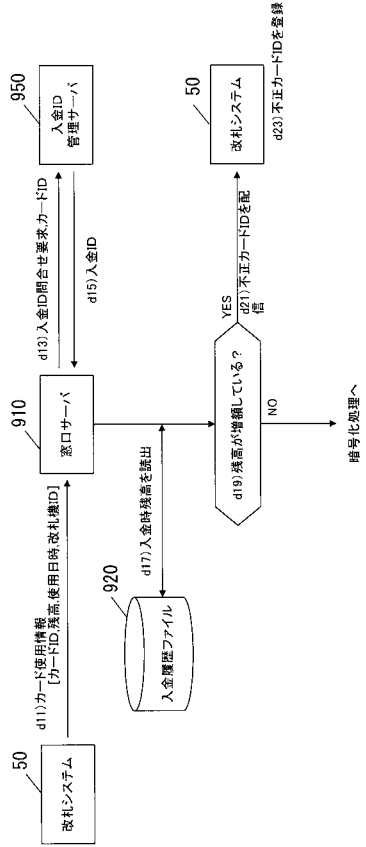 50
改札システム
d11)カード使用情報
[カードID,残高,使用日時,改札機ID]
910
窓口サーバ
d13)入金ID問合せ要求,カードID
d15)入金ID
950
入金ID
管理サーバ
920
入金履歴ファイル
d17)入金時残高を読出
d19)残高が増額している?
YES
d21)不正カードIDを配
信
50
改札システム
d23)不正カードIDを登録
NO
暗号化処理へ